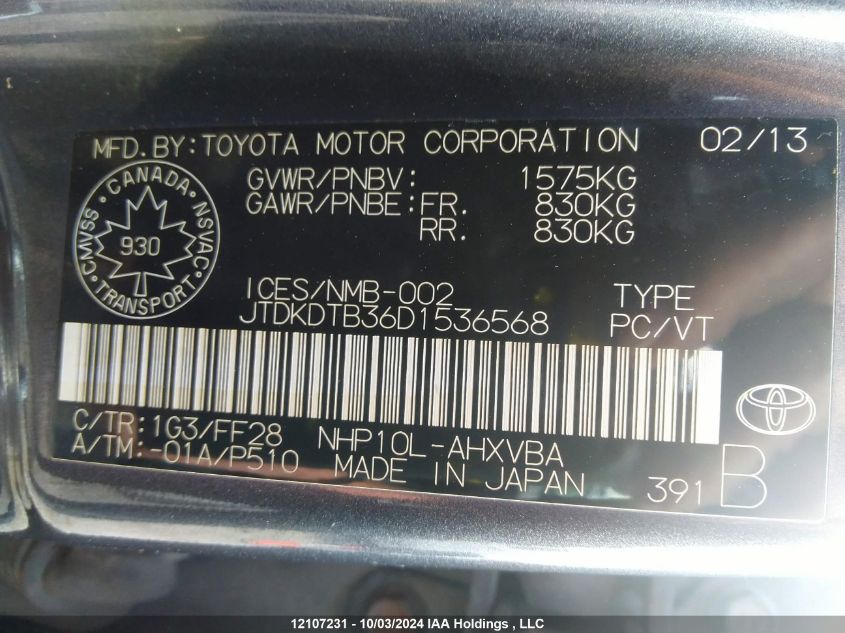 MFD.BY:TOYOTA MOTOR CORPORATION 02/13
GVWR/PNBV: 1575KG
GAWR/PNBE:FR. 830KG
RR. 830KG
CANADA
CMVSS 930 NSVAC
TRANSPORT
ICES/NMB-002 TYPE
JTDKDTB36D1536568 PC/VT
C/TR:1G3/FF28 NHP10L-AHXVBA
A/TM:-01A/P510 MADE IN JAPAN 391 B
12107231 - 10/03/2024 IAA Holdings , LLC